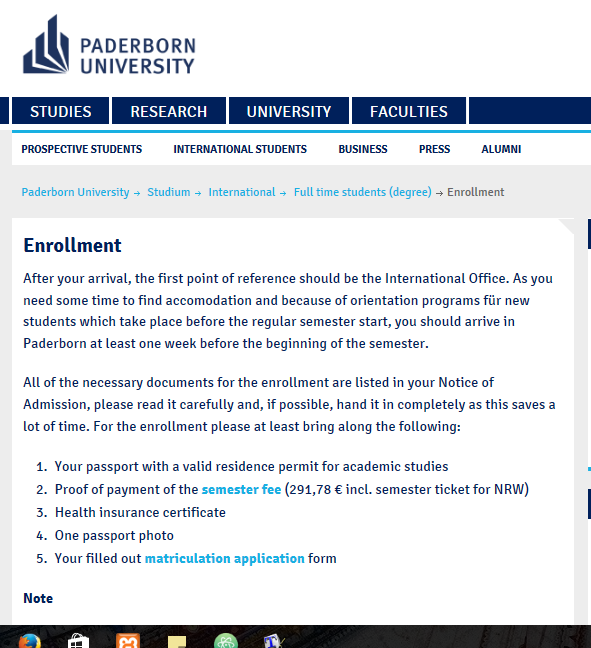 PADERBORN
UNIVERSITY
STUDIES RESEARCH UNIVERSITY FACULTIES
PROSPECTIVE STUDENTS INTERNATIONAL STUDENTS BUSINESS PRESS ALUMNI
Paderborn University → Studium → International → Full time students (degree) → Enrollment
Enrollment
After your arrival, the first point of reference should be the International Office. As you
need some time to find accomodation and because of orientation programs für new
students which take place before the regular semester start, you should arrive in
Paderborn at least one week before the beginning of the semester.
All of the necessary documents for the enrollment are listed in your Notice of
Admission, please read it carefully and, if possible, hand it in completely as this saves a
lot of time. For the enrollment please at least bring along the following:
1. Your passport with a valid residence permit for academic studies
2. Proof of payment of the semester fee (291,78 € incl. semester ticket for NRW)
3. Health insurance certificate
4. One passport photo
5. Your filled out matriculation application form
Note